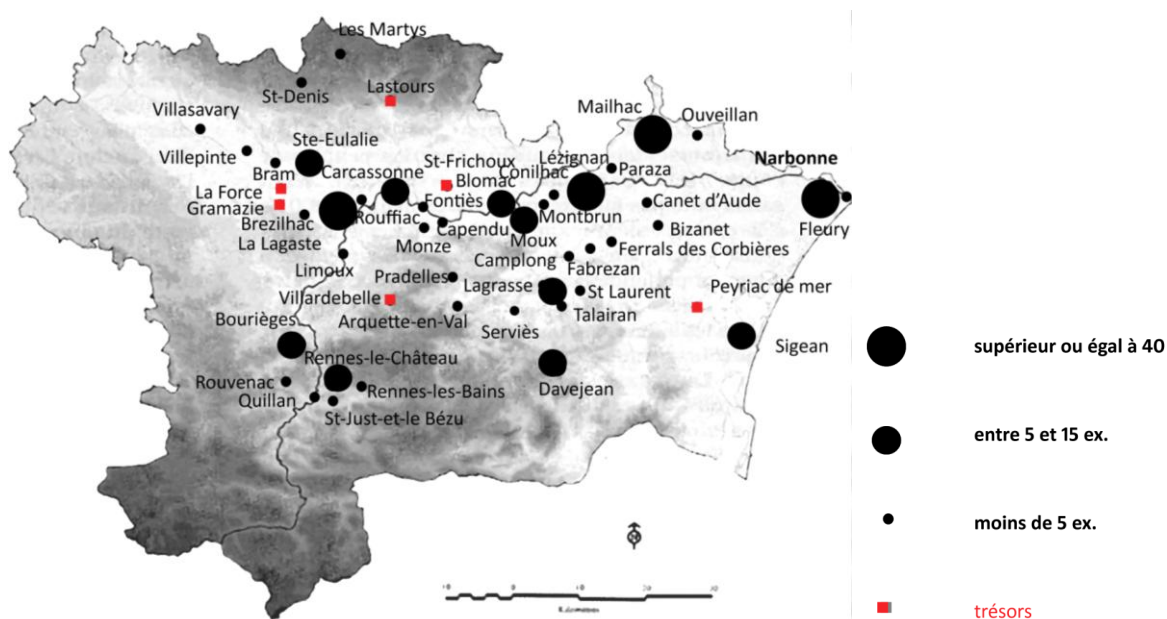 Les Martys
St-Denis
Lastours
Villasavary
Mailhac
Ouveillan
Ste-Eulalie
Villepinte
St-Frichoux
Lézignan
Narbonne
Bram
Carcassonne
Conilhac
Paraza
Blomac
La Force
Fontiès
Canet d'Aude
Gramazie
Rouffiac
Montbrun
Brezilhac
Capendu
Bizanet
Fleury
La Lagaste
Monze
Moux
Ferrals des Corbières
Limoux
Camplong
Fabrezan
Pradelles
Lagrasse
Peyriac de mer
Villardebelle
St Laurent
Arquette-en-Val
Serviès
Talairan
Bourièges
Sigean
Rennes-le-Château
Rouvenac
Rennes-les-Bains
Davejean
Quillan
St-Just-et-le Bézu
supérieur ou égal à 40
entre 5 et 15 ex.
moins de 5 ex.
trésors